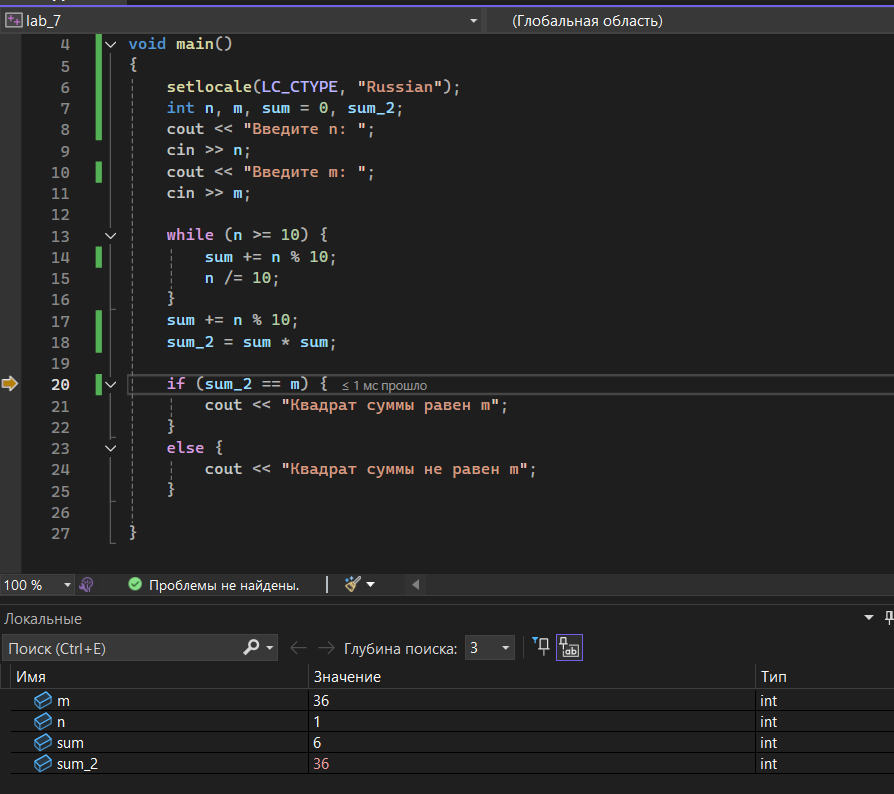 lab_7 (Глобальная область)
4 void main()
5 {
6 setlocale(LC_CTYPE, "Russian");
7 int n, m, sum = 0, sum_2;
8 cout << "Введите n: ";
9 cin >> n;
10 cout << "Введите m: ";
11 cin >> m;
12
13 while (n >= 10) {
14 sum += n % 10;
15 n /= 10;
16 }
17 sum += n % 10;
18 sum_2 = sum * sum;
19
20 if (sum_2 == m) { ≤ 1 мс прошло
21 cout << "Квадрат суммы равен m";
22 }
23 else {
24 cout << "Квадрат суммы не равен m";
25 }
26
27 }
100 % Проблемы не найдены.
Локальные
Поиск (Ctrl+E) Глубина поиска: 3
Имя Значение Тип
m 36 int
n 1 int
sum 6 int
sum_2 36 int